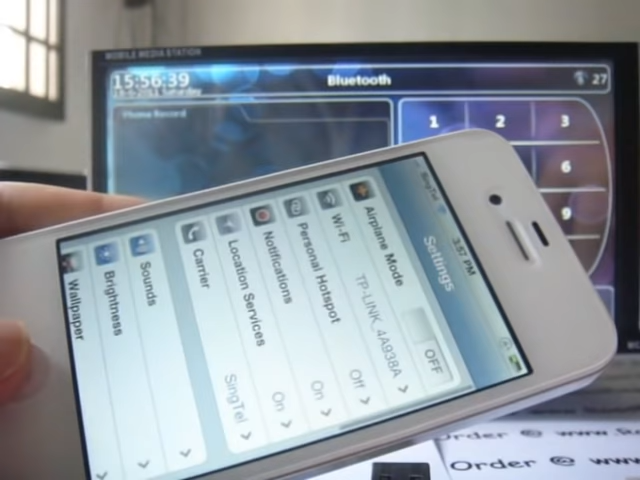 MOBILE MEDIA STATION
15:56:39
Bluetooth
27
Phone Record
1 2 3
6
9
SingTel
3:57 PM
Settings
Airplane Mode OFF
Wi-Fi TP-LINK_4A938A
Personal Hotspot Off
Notifications On
Location Services On
Carrier SingTel
Sounds
Brightness
Wallpaper
Order @ www
Order @ www